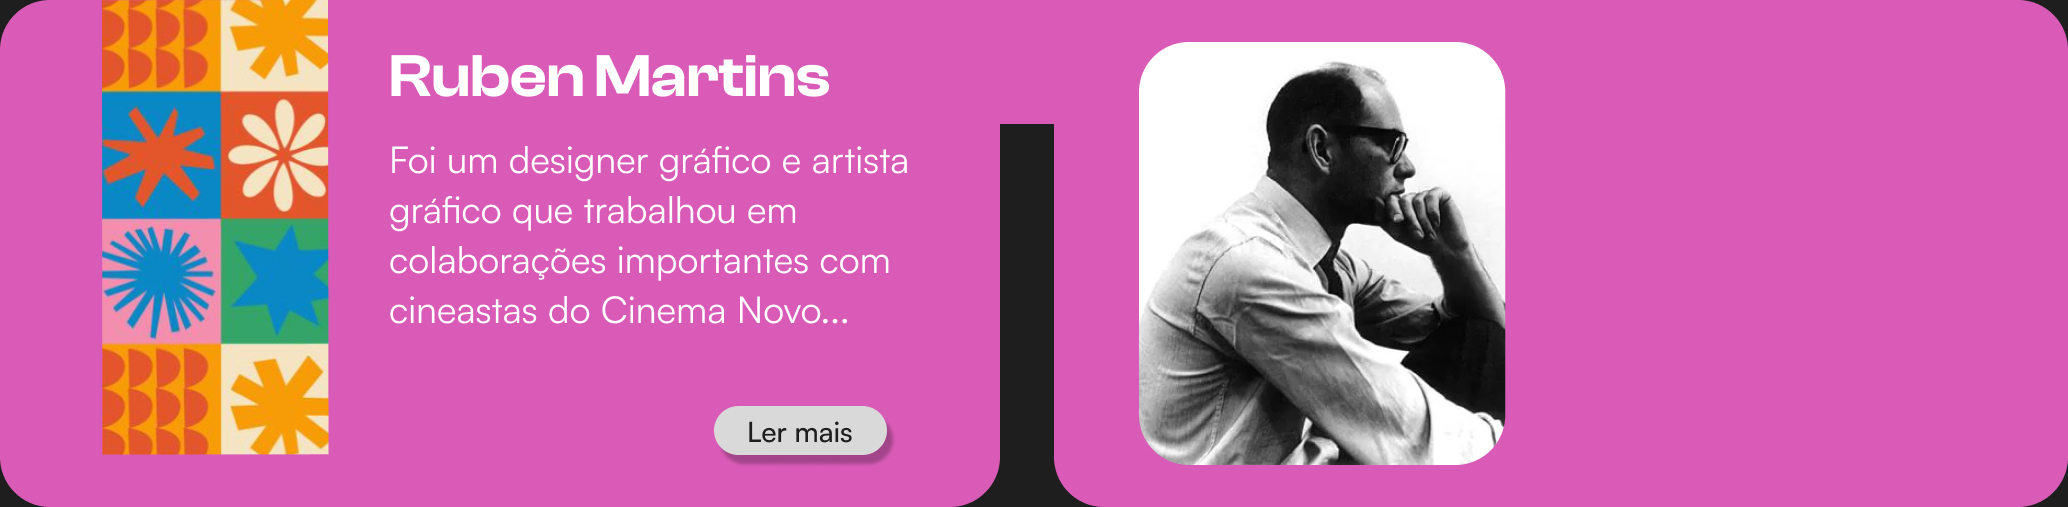 Ruben Martins
Foi um designer gráfico e artista
gráfico que trabalhou em
colaborações importantes com
cineastas do Cinema Novo...
Ler mais